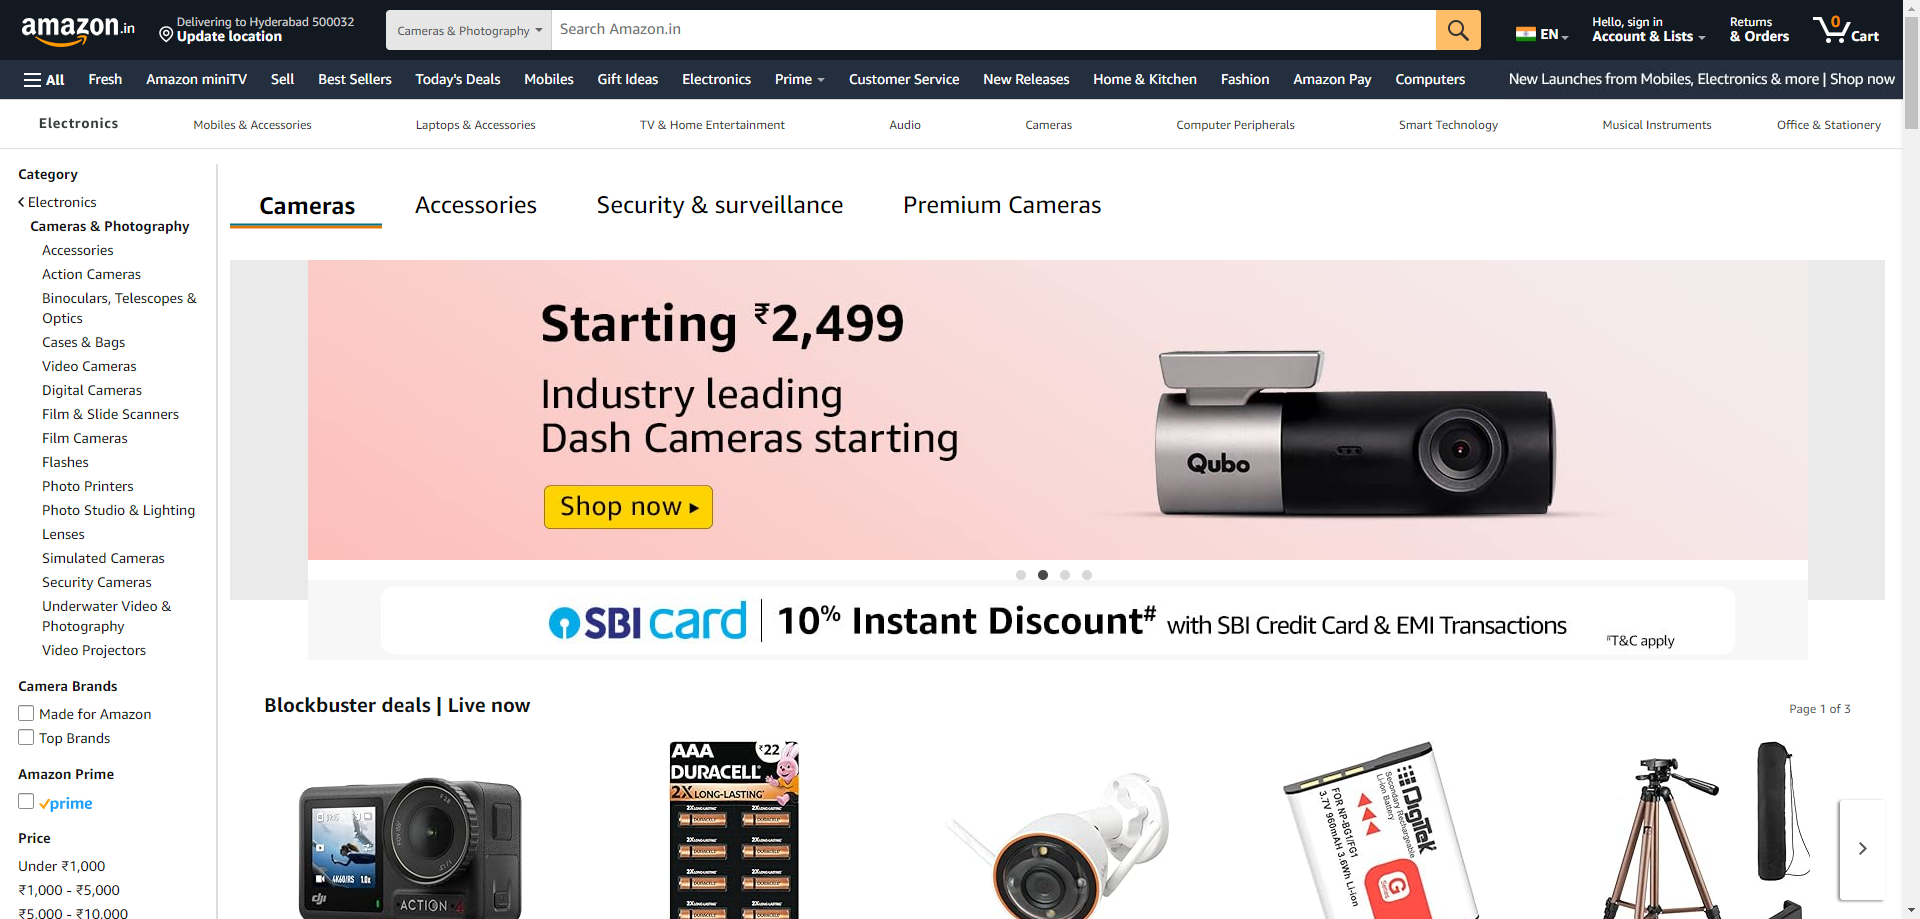 amazon.in
Delivering to Hyderabad 500032
Update location
Cameras & Photography
Search Amazon.in
EN
Hello, sign in
Account & Lists
Returns
& Orders
0
Cart
All
Fresh
Amazon miniTV
Sell
Best Sellers
Today's Deals
Mobiles
Gift Ideas
Electronics
Prime
Customer Service
New Releases
Home & Kitchen
Fashion
Amazon Pay
Computers
New Launches from Mobiles, Electronics & more | Shop now
Electronics
Mobiles & Accessories
Laptops & Accessories
TV & Home Entertainment
Audio
Cameras
Computer Peripherals
Smart Technology
Musical Instruments
Office & Stationery
Category
Electronics
Cameras & Photography
Accessories
Action Cameras
Binoculars, Telescopes &
Optics
Cases & Bags
Video Cameras
Digital Cameras
Film & Slide Scanners
Film Cameras
Flashes
Photo Printers
Photo Studio & Lighting
Lenses
Simulated Cameras
Security Cameras
Underwater Video &
Photography
Video Projectors
Camera Brands
Made for Amazon
Top Brands
Amazon Prime
prime
Price
Under ₹1,000
₹1,000 - ₹5,000
₹5,000 - ₹10,000
Cameras
Accessories
Security & surveillance
Premium Cameras
Starting ₹2,499
Industry leading
Dash Cameras starting
Shop now
Qubo
SBI card
10% Instant Discount# with SBI Credit Card & EMI Transactions
#T&C apply
Blockbuster deals | Live now
Page 1 of 3
4K60/RS 1.0x
dji
ACTION 4
AAA
₹22
DURACELL
2X LONG-LASTING
DigiTek
Secondary Rechargeable
Li-ion Battery
FOR NP-BG1/FG1
3.7V 960mAH 3.6Wh Li-ion
G
Series